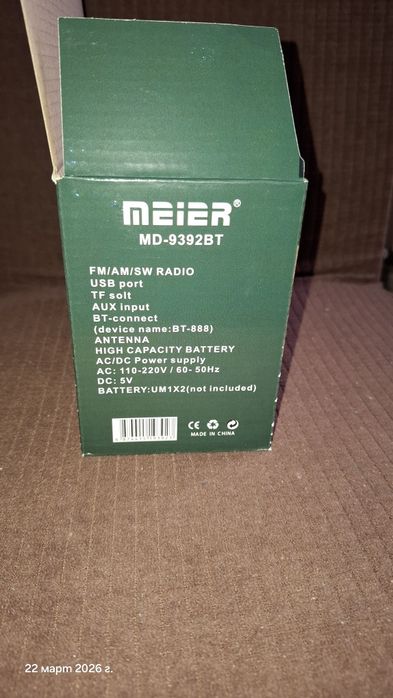 MEIER®
MD-9392BT
FM/AM/SW RADIO
USB port
TF solt
AUX input
BT-connect
(device name:BT-888)
ANTENNA
HIGH CAPACITY BATTERY
AC/DC Power supply
AC: 110-220V / 60- 50Hz
DC: 5V
BATTERY:UM1X2(not included)
CE
MADE IN CHINA
22 март 2026 г.